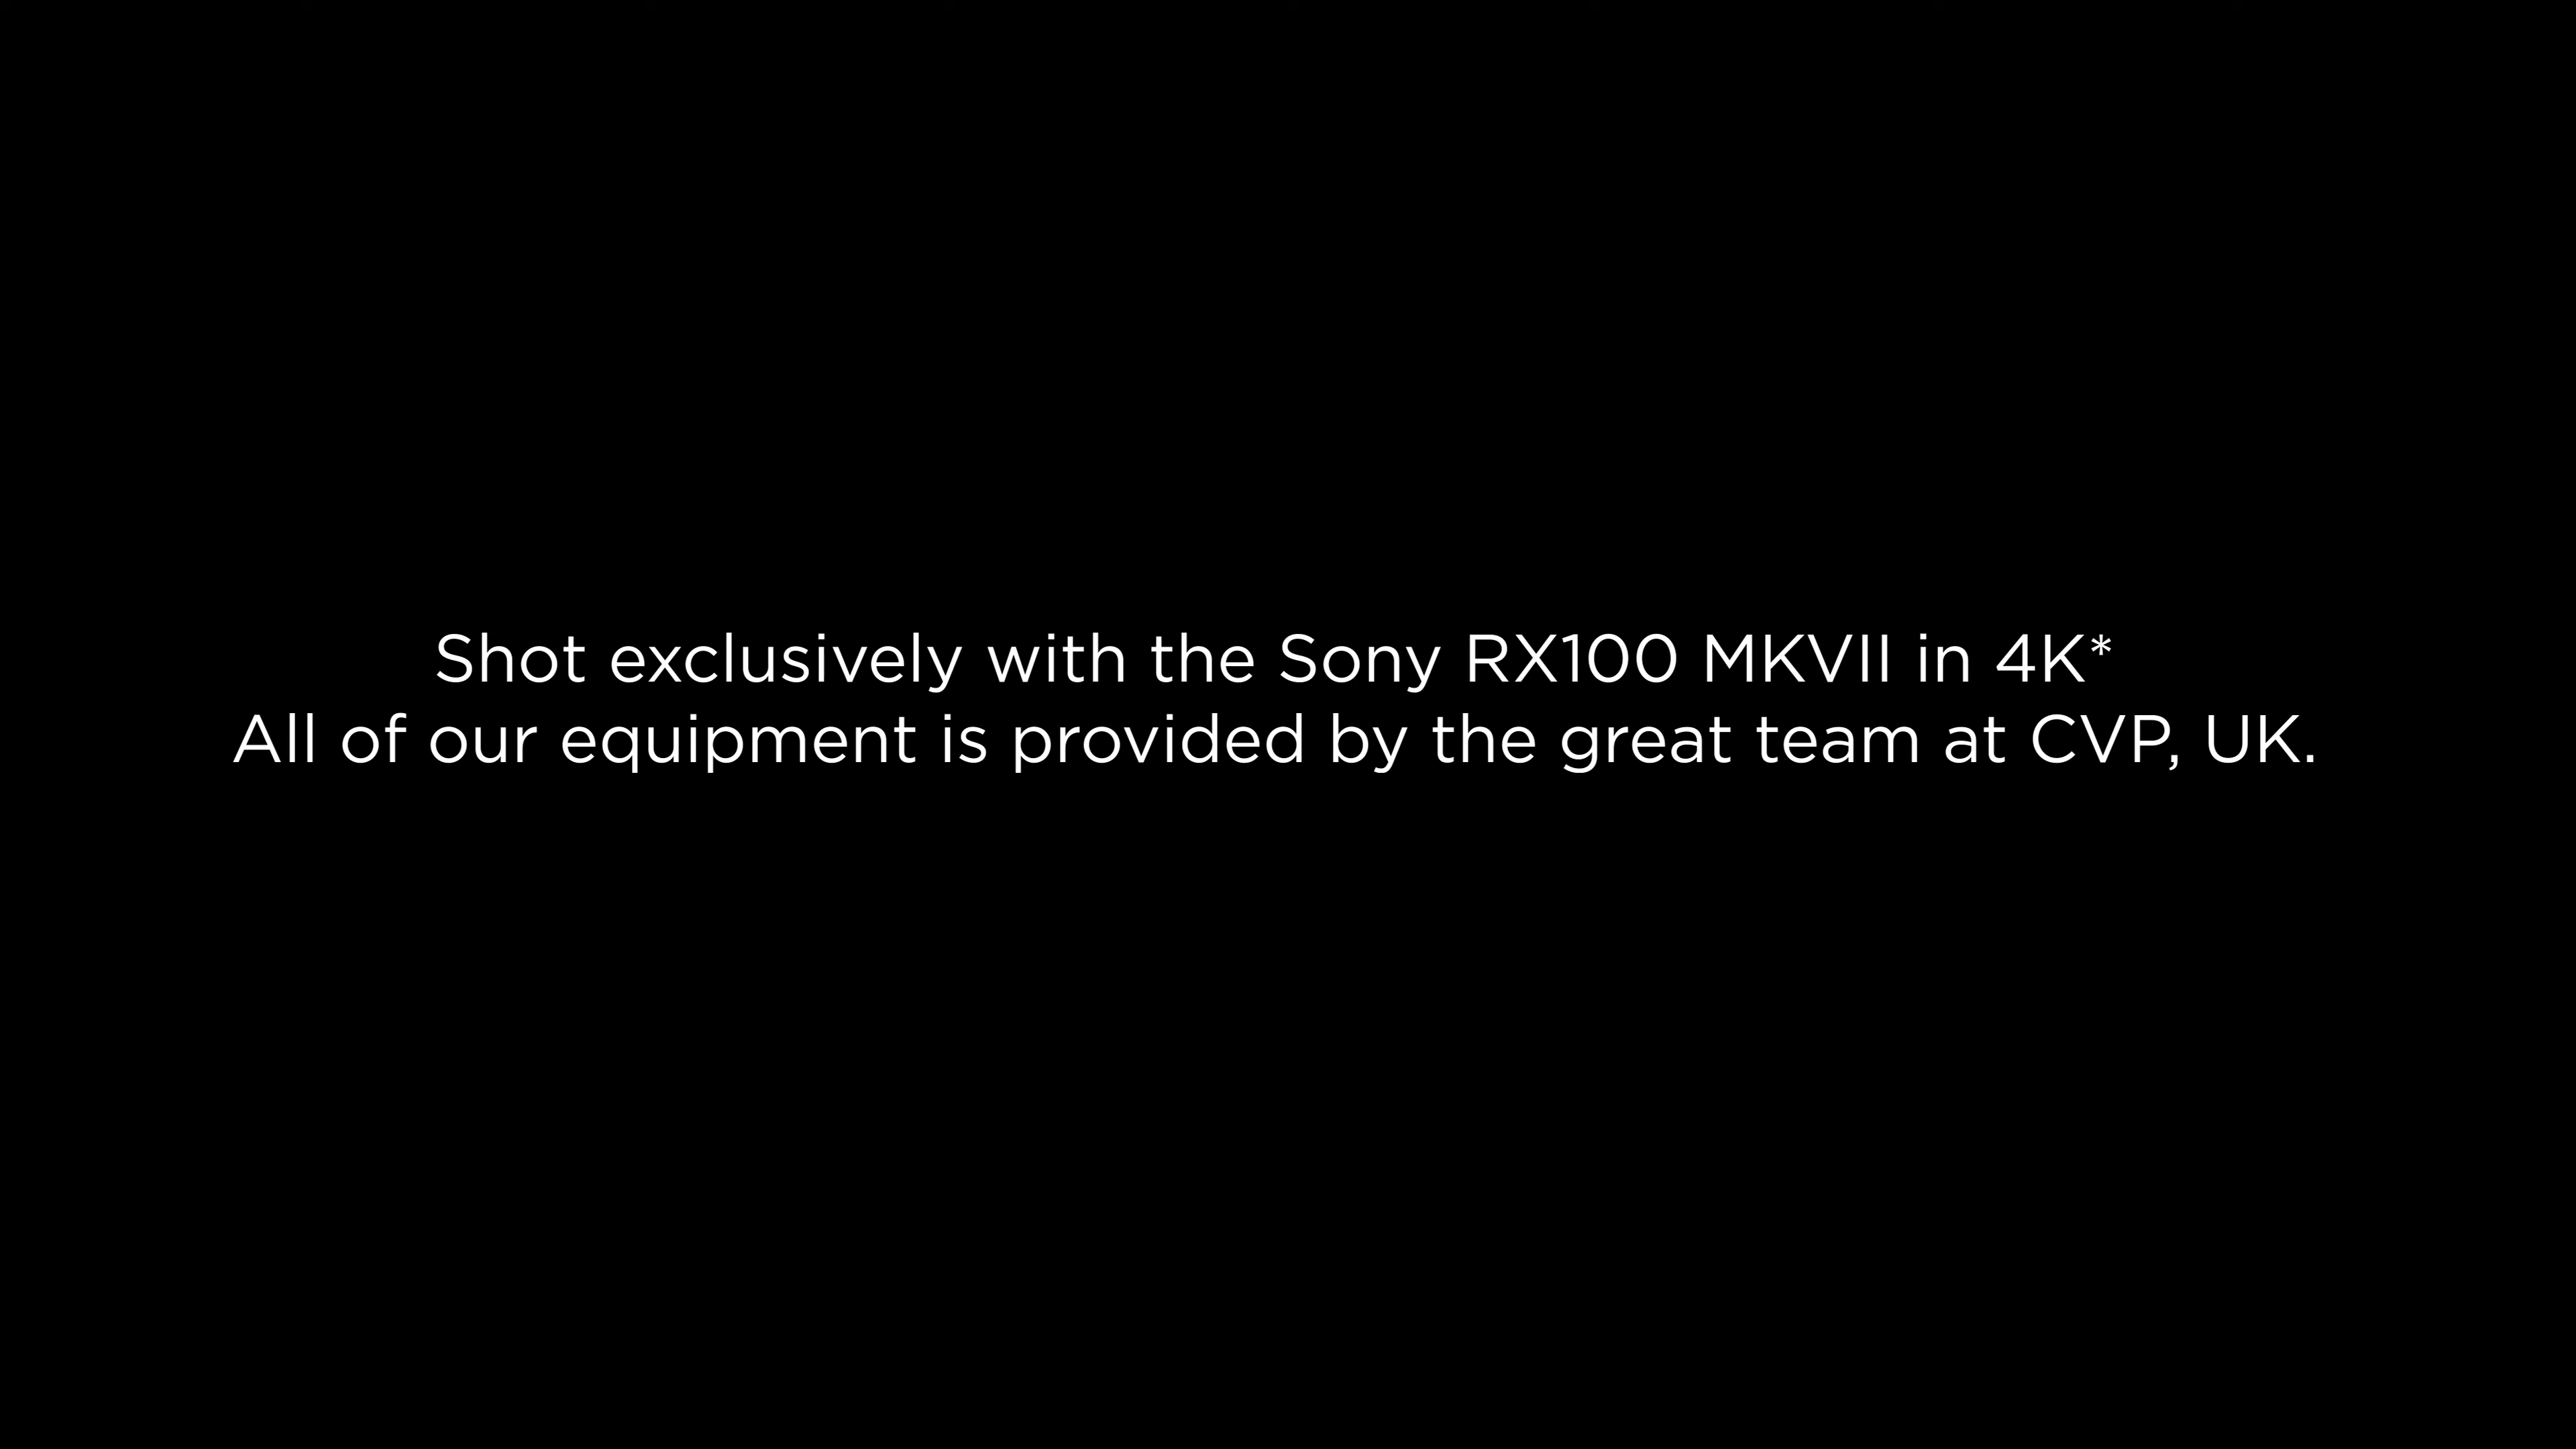 Shot exclusively with the Sony RX100 MKVII in 4K*
All of our equipment is provided by the great team at CVP, UK.